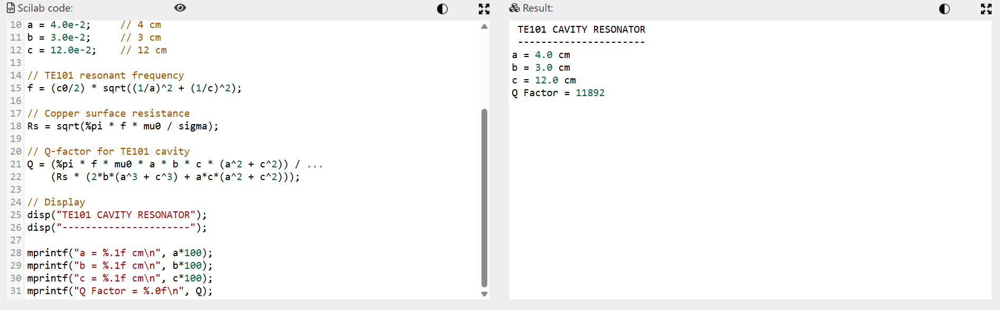 Scilab code:
10 a = 4.0e-2;     // 4 cm
11 b = 3.0e-2;     // 3 cm
12 c = 12.0e-2;    // 12 cm
13
14 // TE101 resonant frequency
15 f = (c0/2) * sqrt((1/a)^2 + (1/c)^2);
16
17 // Copper surface resistance
18 Rs = sqrt(%pi * f * mu0 / sigma);
19
20 // Q-factor for TE101 cavity
21 Q = (%pi * f * mu0 * a * b * c * (a^2 + c^2)) / ...
22     (Rs * (2*b*(a^3 + c^3) + a*c*(a^2 + c^2)));
23
24 // Display
25 disp("TE101 CAVITY RESONATOR");
26 disp("----------------------");
27
28 mprintf("a = %.1f cm\n", a*100);
29 mprintf("b = %.1f cm\n", b*100);
30 mprintf("c = %.1f cm\n", c*100);
31 mprintf("Q Factor = %.0f\n", Q);
Result:
TE101 CAVITY RESONATOR
----------------------
a = 4.0 cm
b = 3.0 cm
c = 12.0 cm
Q Factor = 11892